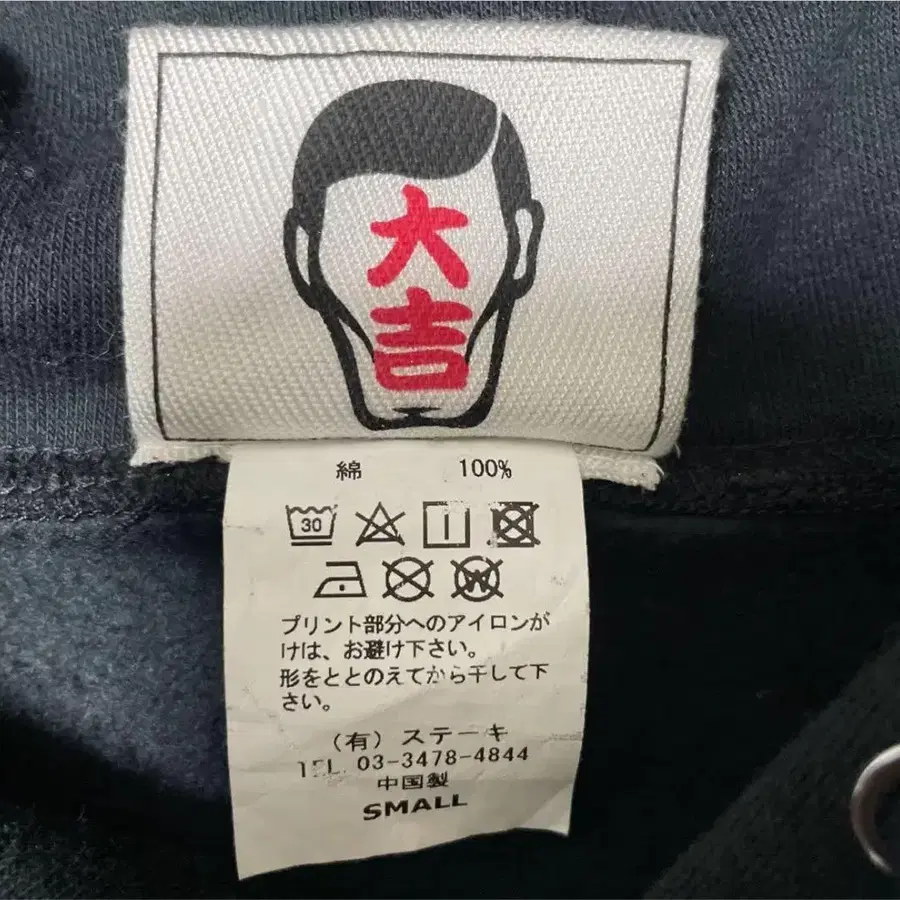 大吉
綿 100%
30
プリント部分へのアイロンが
けは、お避け下さい。
形をととのえてから干して下
さい。
(有) ステーキ
TEL 03-3478-4844
中国製
SMALL